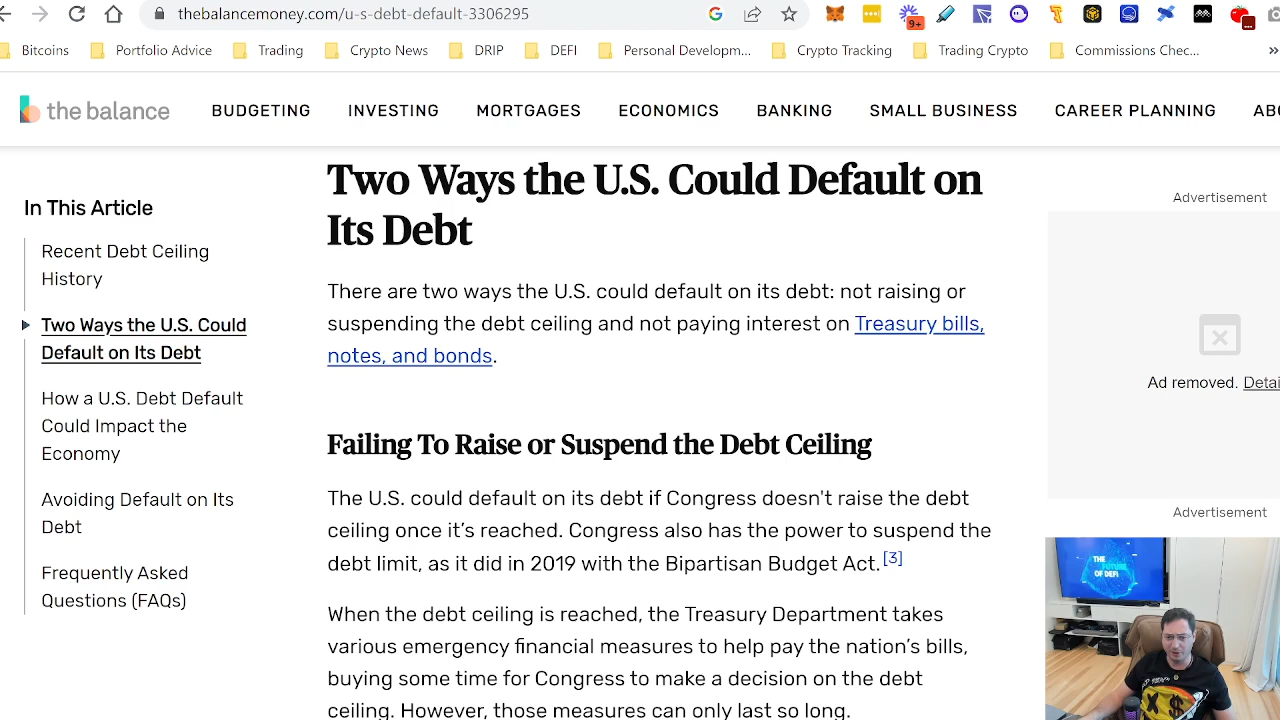 thebalancemoney.com/u-s-debt-default-3306295
9+
Bitcoins
Portfolio Advice
Trading
Crypto News
DRIP
DEFI
Personal Developm...
Crypto Tracking
Trading Crypto
Commissions Chec...
»
the balance
BUDGETING
INVESTING
MORTGAGES
ECONOMICS
BANKING
SMALL BUSINESS
CAREER PLANNING
ABO
In This Article
Recent Debt Ceiling
History
Two Ways the U.S. Could
Default on Its Debt
How a U.S. Debt Default
Could Impact the
Economy
Avoiding Default on Its
Debt
Frequently Asked
Questions (FAQs)
Two Ways the U.S. Could Default on
Its Debt
There are two ways the U.S. could default on its debt: not raising or
suspending the debt ceiling and not paying interest on Treasury bills,
notes, and bonds.
Failing To Raise or Suspend the Debt Ceiling
The U.S. could default on its debt if Congress doesn't raise the debt
ceiling once it’s reached. Congress also has the power to suspend the
debt limit, as it did in 2019 with the Bipartisan Budget Act.[3]
When the debt ceiling is reached, the Treasury Department takes
various emergency financial measures to help pay the nation’s bills,
buying some time for Congress to make a decision on the debt
ceiling. However, those measures can only last so long.
Advertisement
Ad removed. Detai
Advertisement
THE
FUTURE
OF DEFI